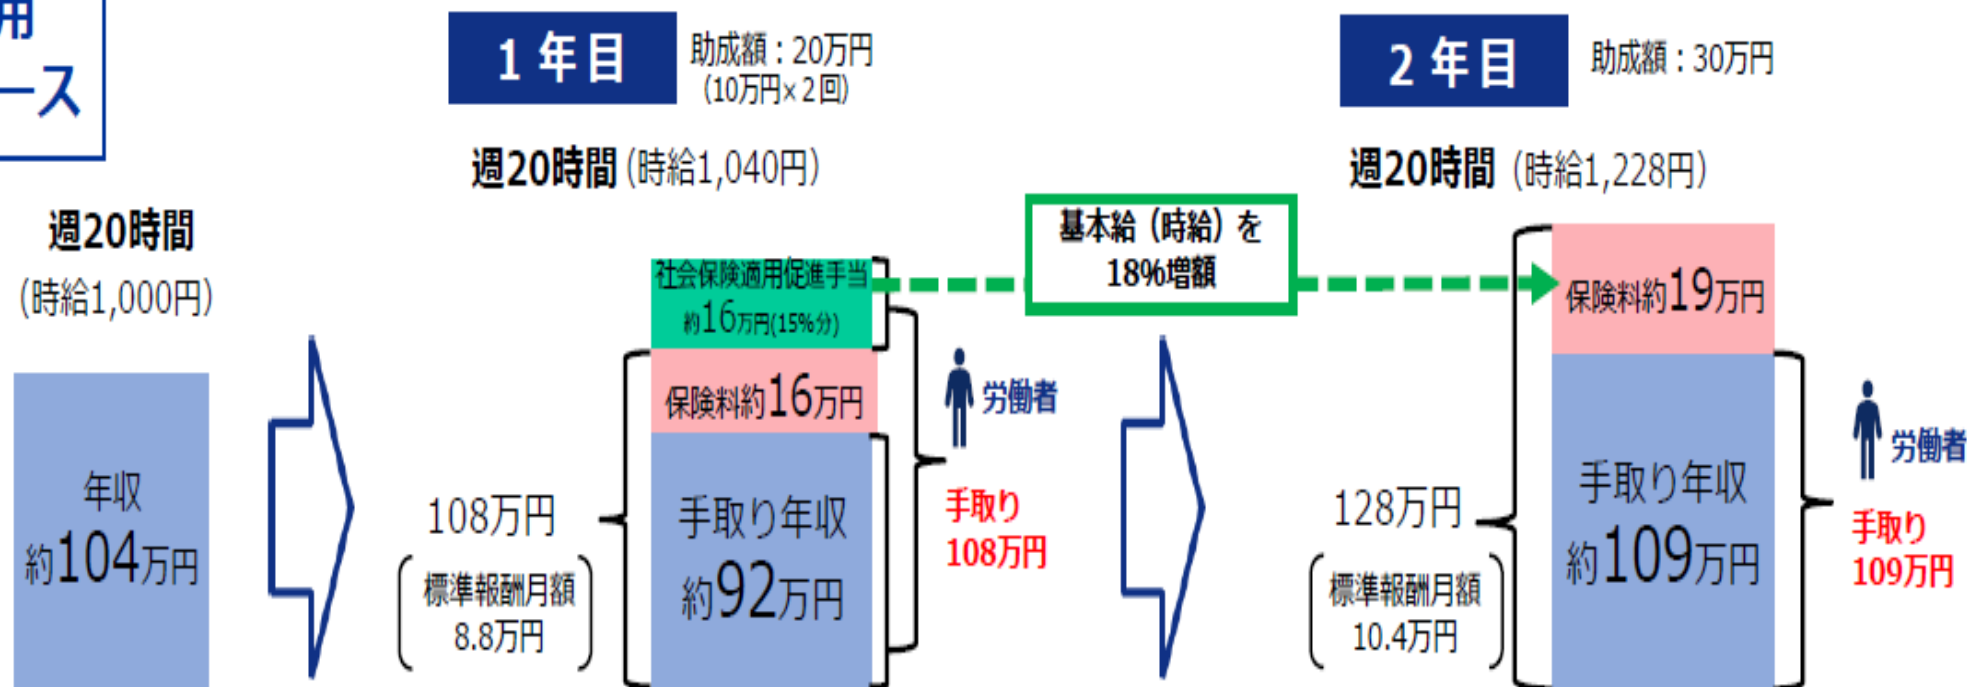 用
ース
週20時間
(時給1,000円)
年収
約104万円
1年目
助成額：20万円
(10万円×2回)
週20時間(時給1,040円)
社会保険適用促進手当
約16万円(15%分)
保険料約16万円
手取り年収
約92万円
108万円
標準報酬月額
8.8万円
労働者
手取り
108万円
基本給（時給）を
18%増額
2年目
助成額：30万円
週20時間 (時給1,228円)
保険料約19万円
手取り年収
約109万円
128万円
標準報酬月額
10.4万円
労働者
手取り
109万円